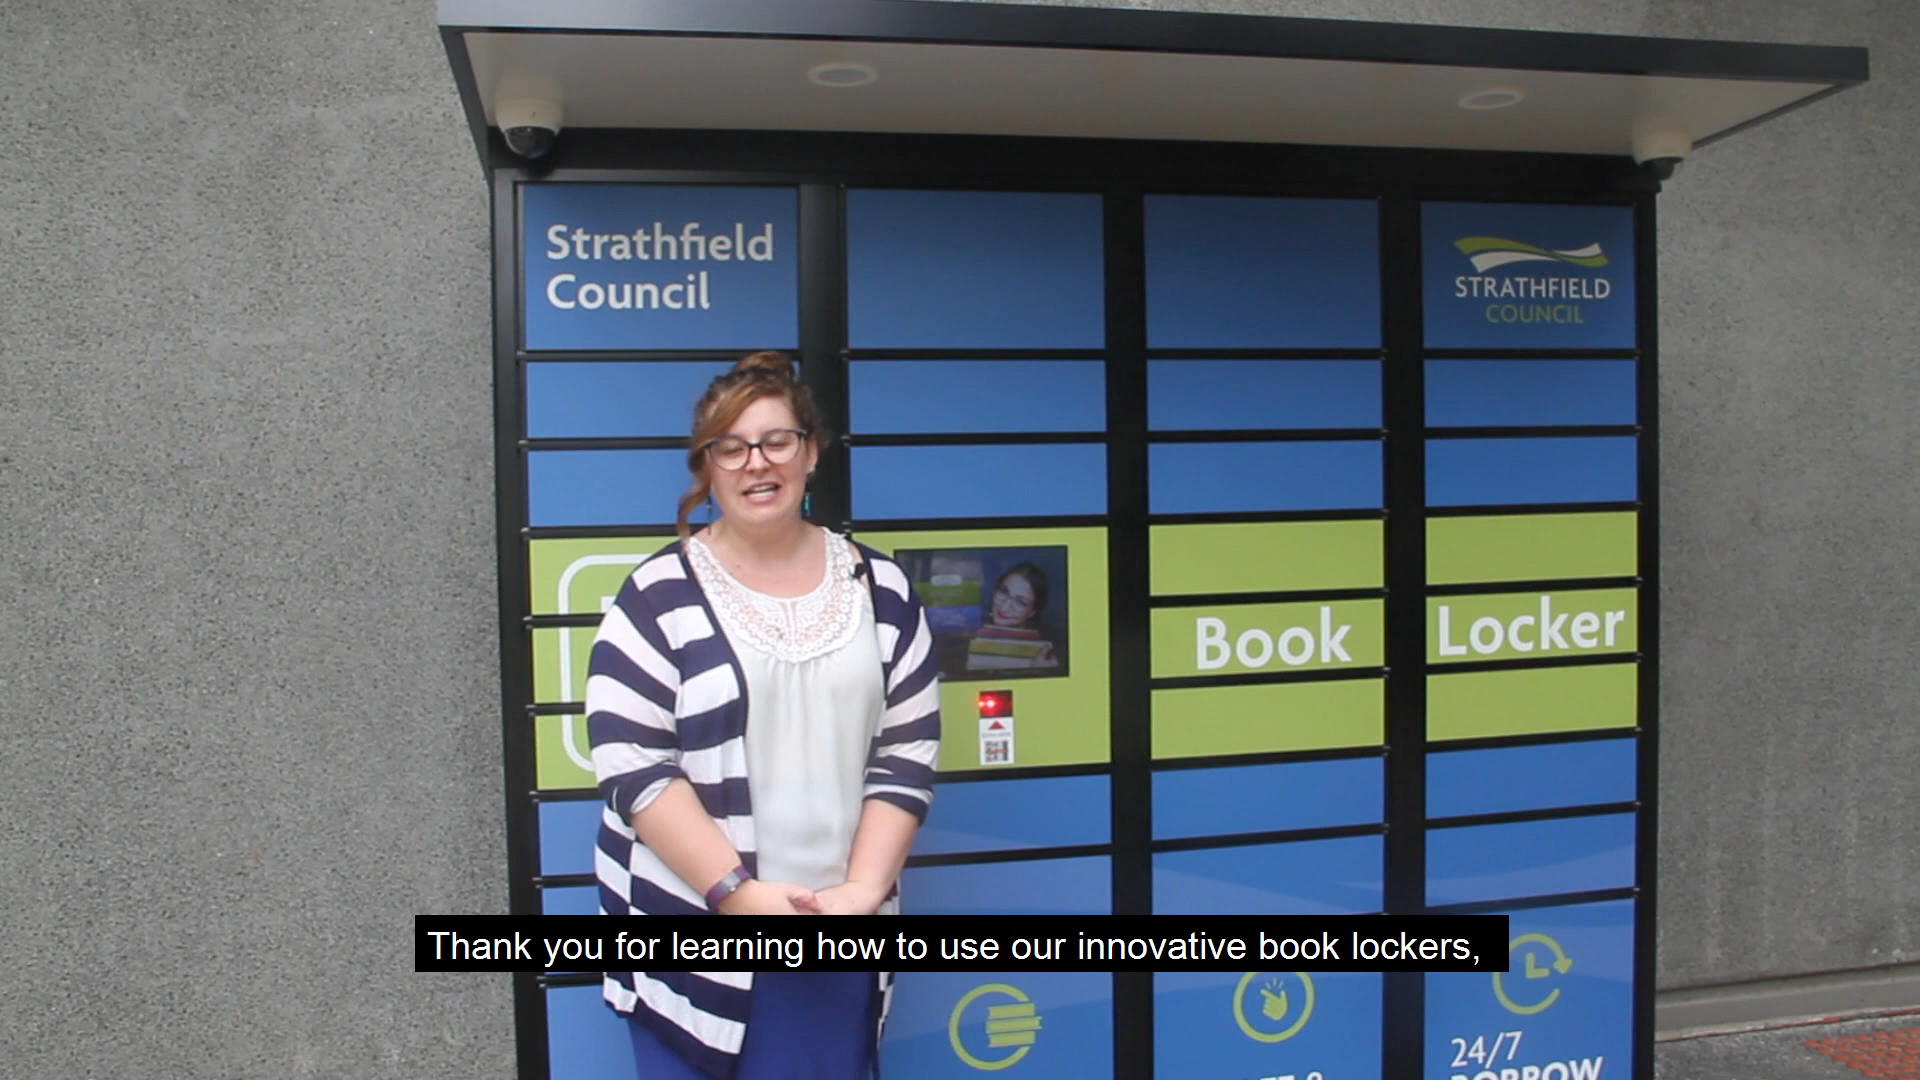 Strathfield
Council
STRATHFIELD
COUNCIL
Book Locker
Thank you for learning how to use our innovative book lockers,
24/7
BORROW